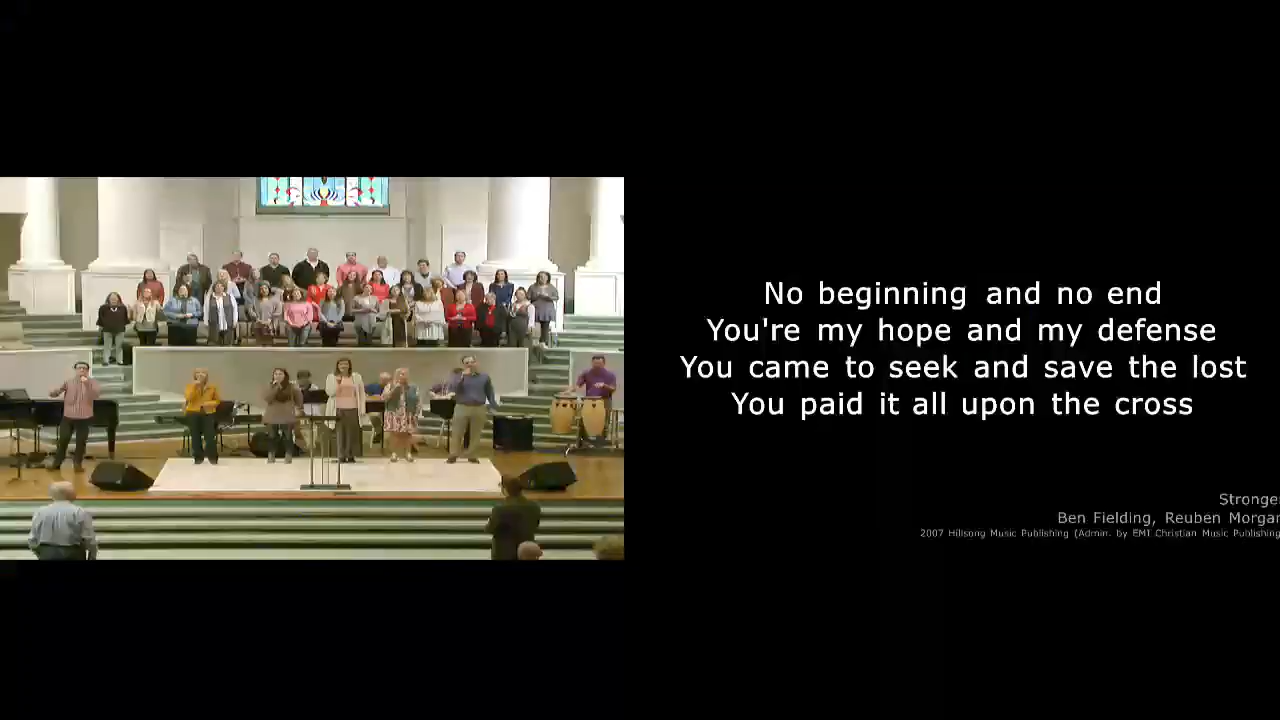 No beginning and no end
You're my hope and my defense
You came to seek and save the lost
You paid it all upon the cross
Stronger
Ben Fielding, Reuben Morgan
2007 Hillsong Music Publishing (Admin. by EMI Christian Music Publishing